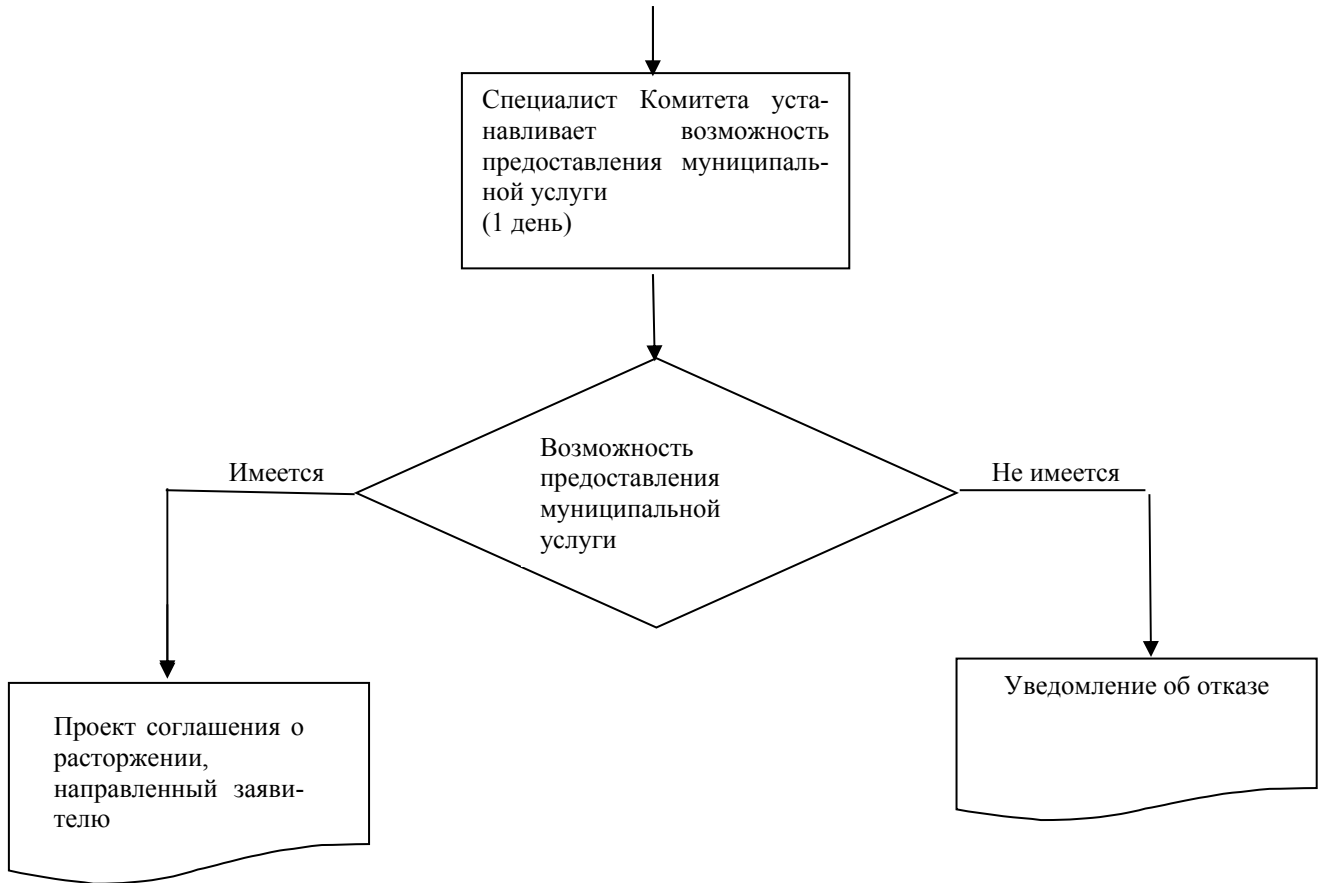 Специалист Комитета уста-
навливает возможность
предоставления муниципаль-
ной услуги
(1 день)
Возможность
предоставления
муниципальной
услуги
Имеется
Не имеется
Проект соглашения о
расторжении,
направленный заяви-
телю
Уведомление об отказе